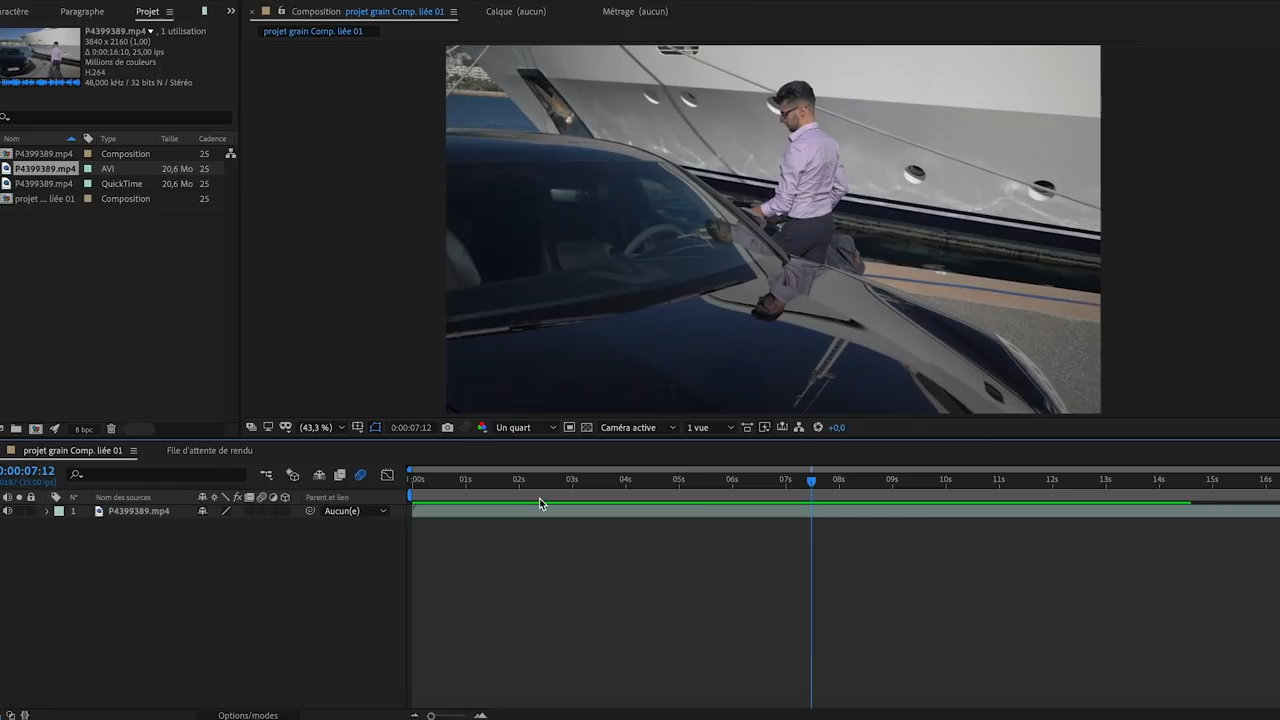 aractère Paragraphe Projet
P4399389.mp4 , 1 utilisation
3840 x 2160 (1,00)
Δ 0:00:16:10, 25,00 ips
Millions de couleurs
H.264
48,000 kHz / 32 bits N / Stéréo
Nom Type Taille Cadence
P4399389.mp4 Composition 25
P4399389.mp4 AVI 20,6 Mo 25
P4399389.mp4 QuickTime 20,6 Mo 25
projet ... liée 01 Composition 25
8 bpc
Composition projet grain Comp. liée 01 Calque (aucun) Métrage (aucun)
projet grain Comp. liée 01
(43,3 %) 0:00:07:12 Un quart Caméra active 1 vue +0,0
projet grain Comp. liée 01 File d'attente de rendu
0:00:07:12
0187 (25.00 ips)
N° Nom des sources Parent et lien
1 P4399389.mp4 Aucun(e)
:00s 01s 02s 03s 04s 05s 06s 07s 08s 09s 10s 11s 12s 13s 14s 15s 16s
Options/modes